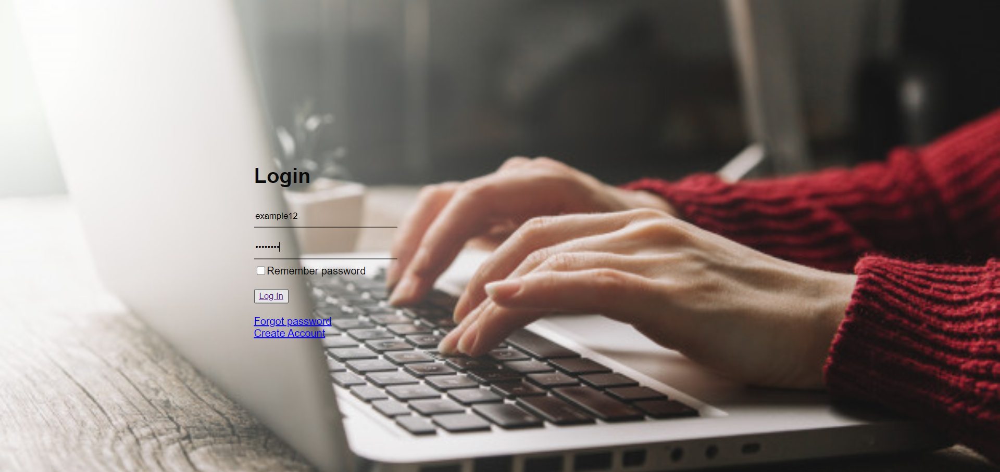 Login
example12
••••••••
Remember password
Log In
Forgot password
Create Account